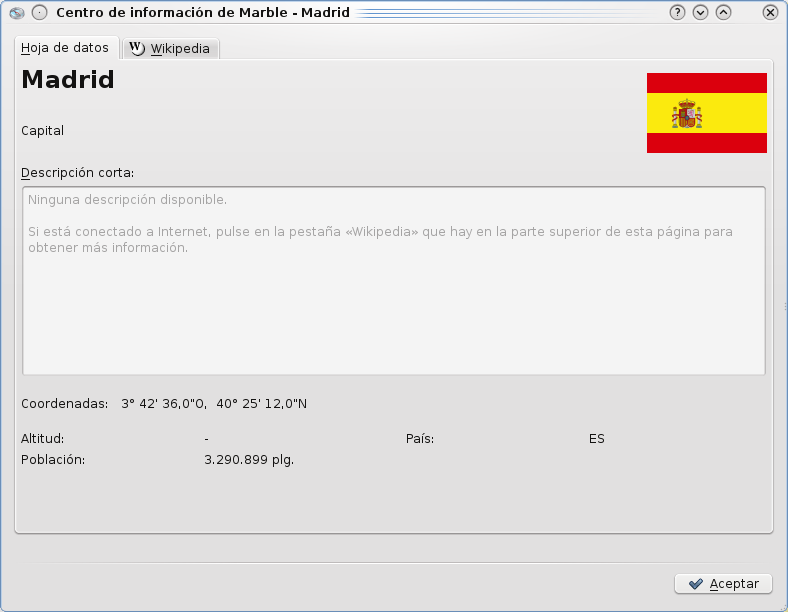 Centro de información de Marble - Madrid
Hoja de datos
W Wikipedia
Madrid
Capital
Descripción corta:
Ninguna descripción disponible.
Si está conectado a Internet, pulse en la pestaña «Wikipedia» que hay en la parte superior de esta página para
obtener más información.
Coordenadas: 3° 42' 36,0"O, 40° 25' 12,0"N
Altitud: - País: ES
Población: 3.290.899 plg.
Aceptar